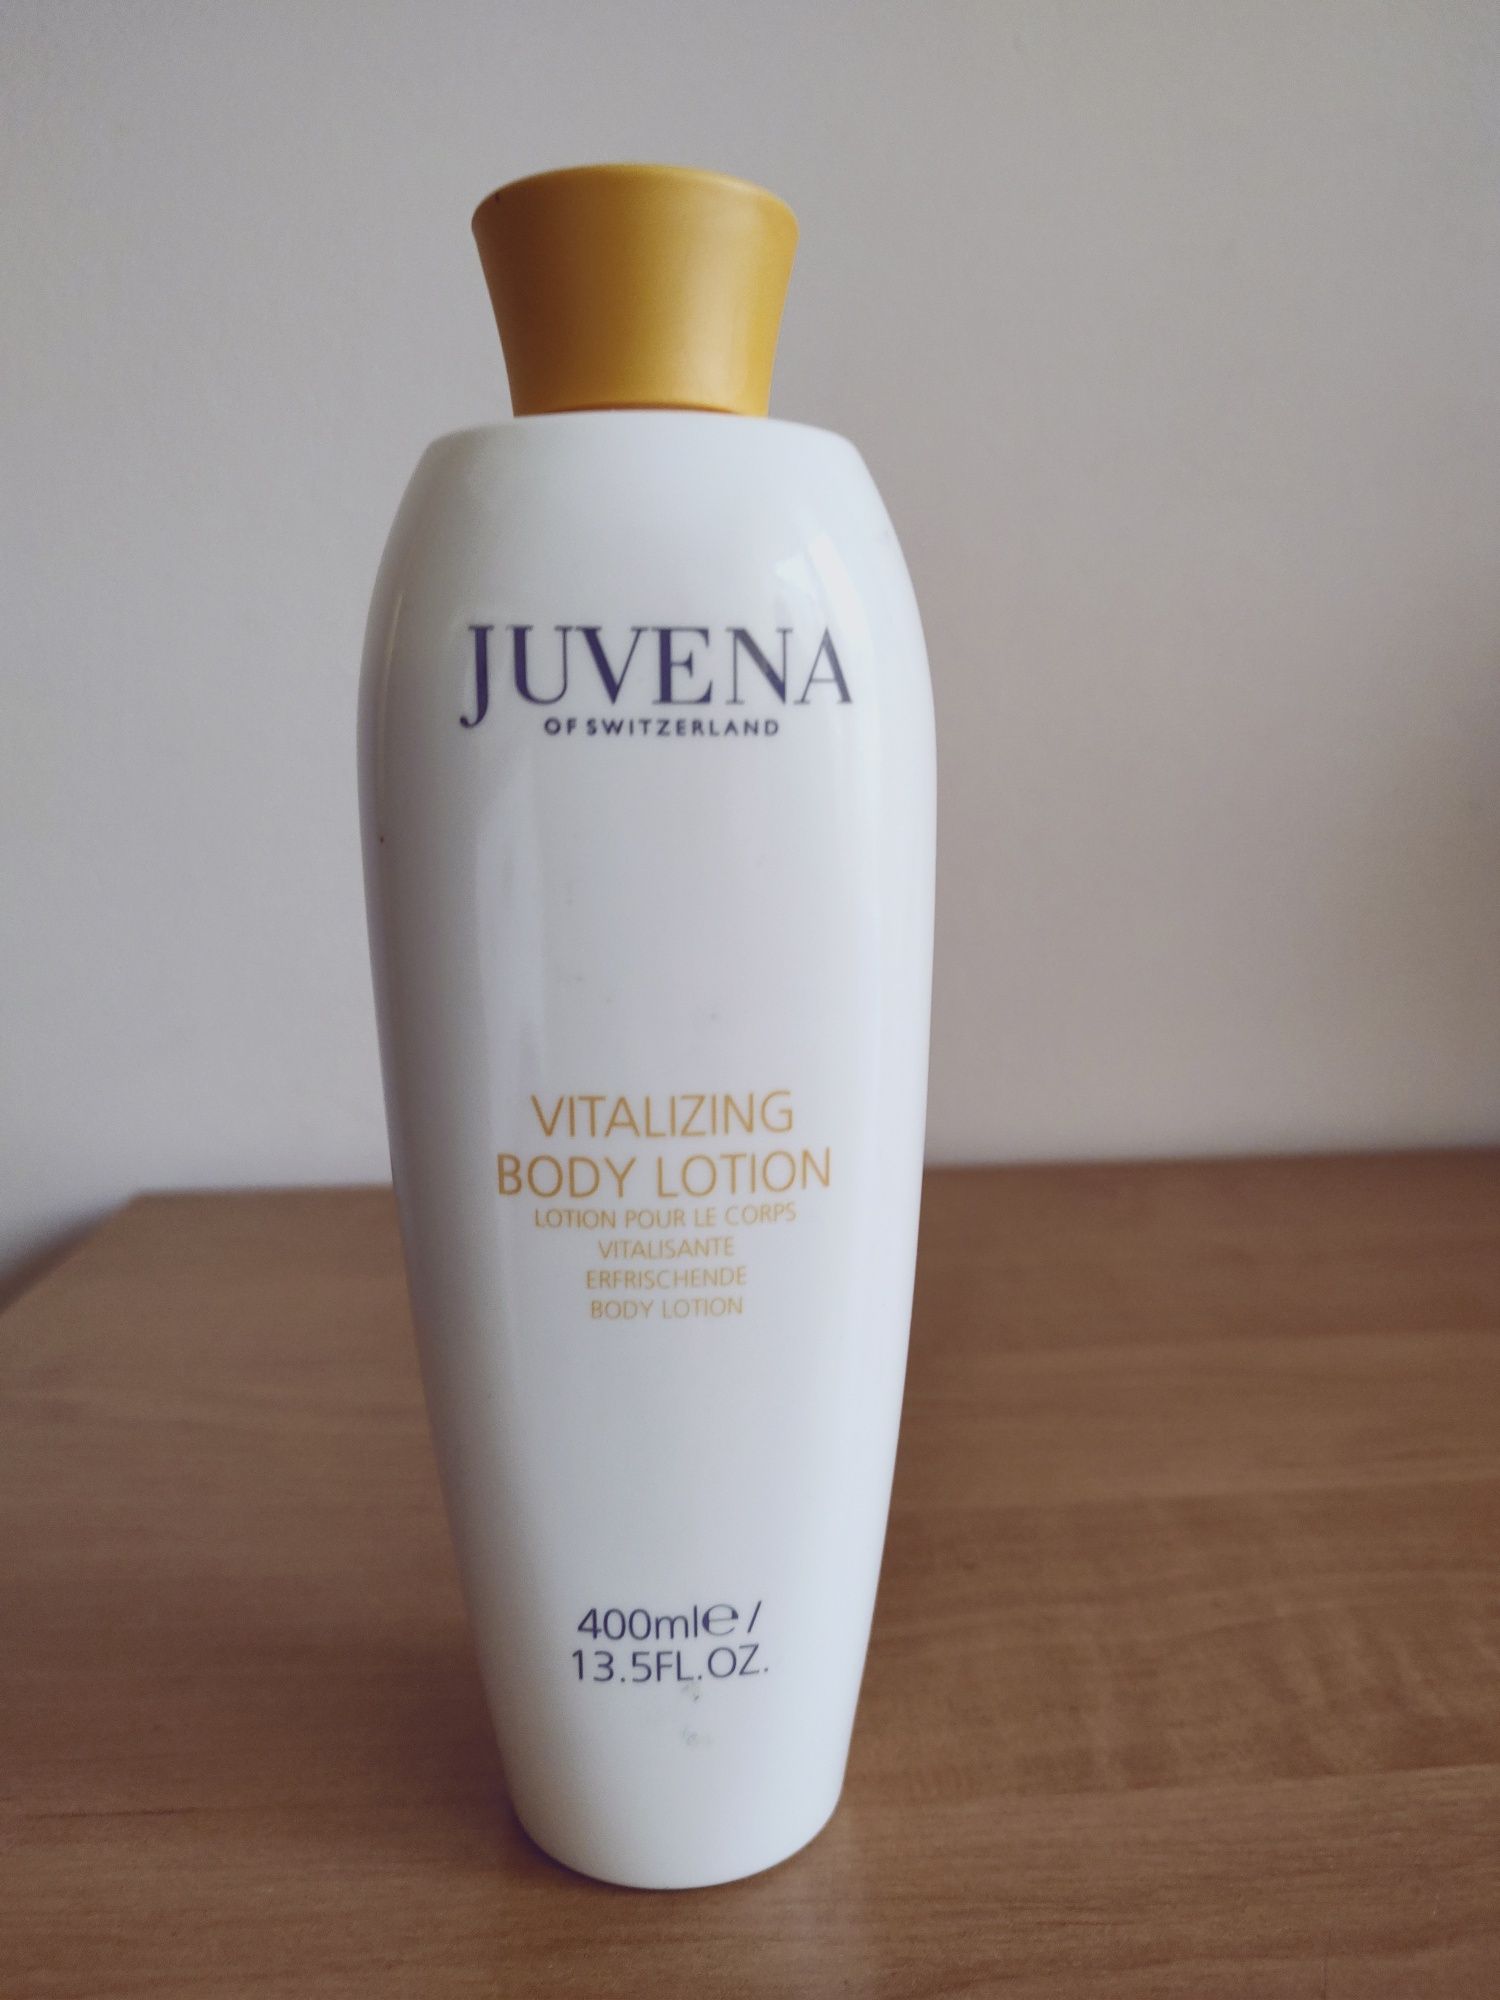 JUVENA
OF SWITZERLAND
VITALIZING
BODY LOTION
LOTION POUR LE CORPS
VITALISANTE
ERFRISCHENDE
BODY LOTION
400ml℮ /
13.5FL.OZ.